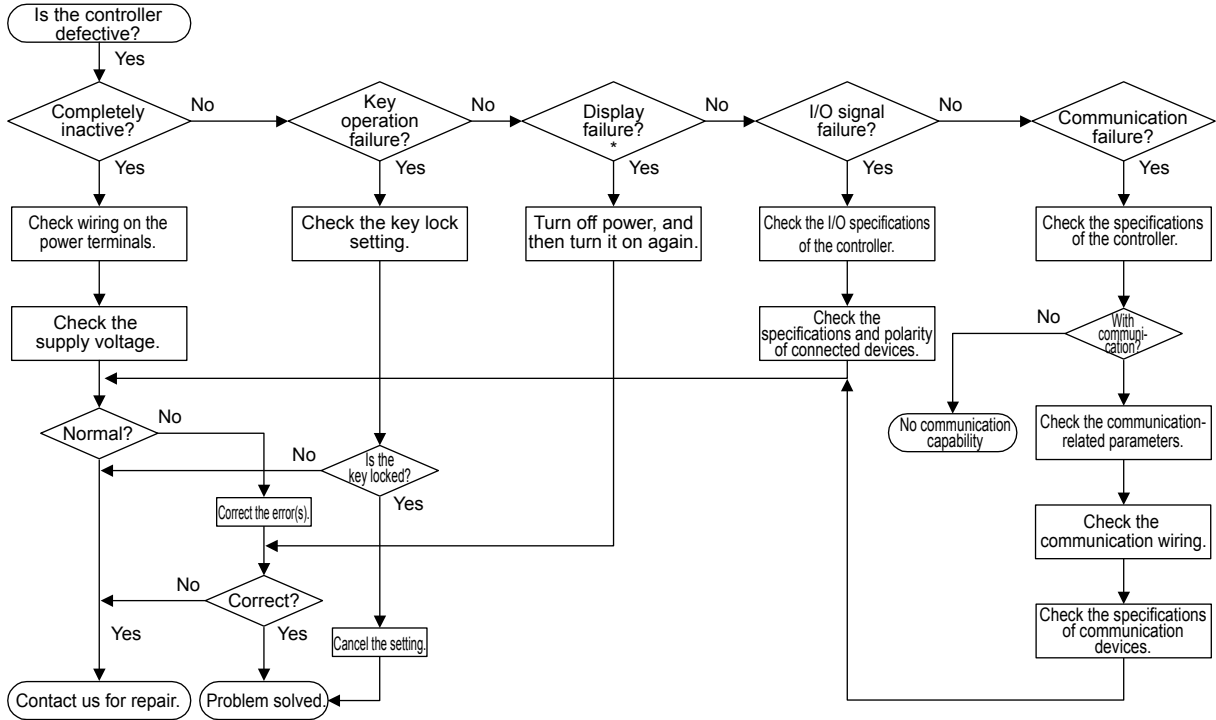 Is the controller
defective?
Yes
Completely
inactive?
No
Key
operation
failure?
No
Display
failure?
*
No
I/O signal
failure?
No
Communication
failure?
Yes
Yes
Yes
Yes
Yes
Check wiring on the
power terminals.
Check the key lock
setting.
Turn off power, and
then turn it on again.
Check the I/O specifications
of the controller.
Check the specifications
of the controller.
Check the
supply voltage.
Check the
specifications and polarity
of connected devices.
No
With
communi-
cation?
Yes
Normal?
No
No communication
capability
Check the communication-
related parameters.
No
Is the
key locked?
Yes
Yes
Correct the error(s).
Check the
communication wiring.
No
Correct?
Yes
Yes
Cancel the setting.
Check the specifications
of communication
devices.
Contact us for repair.
Problem solved.